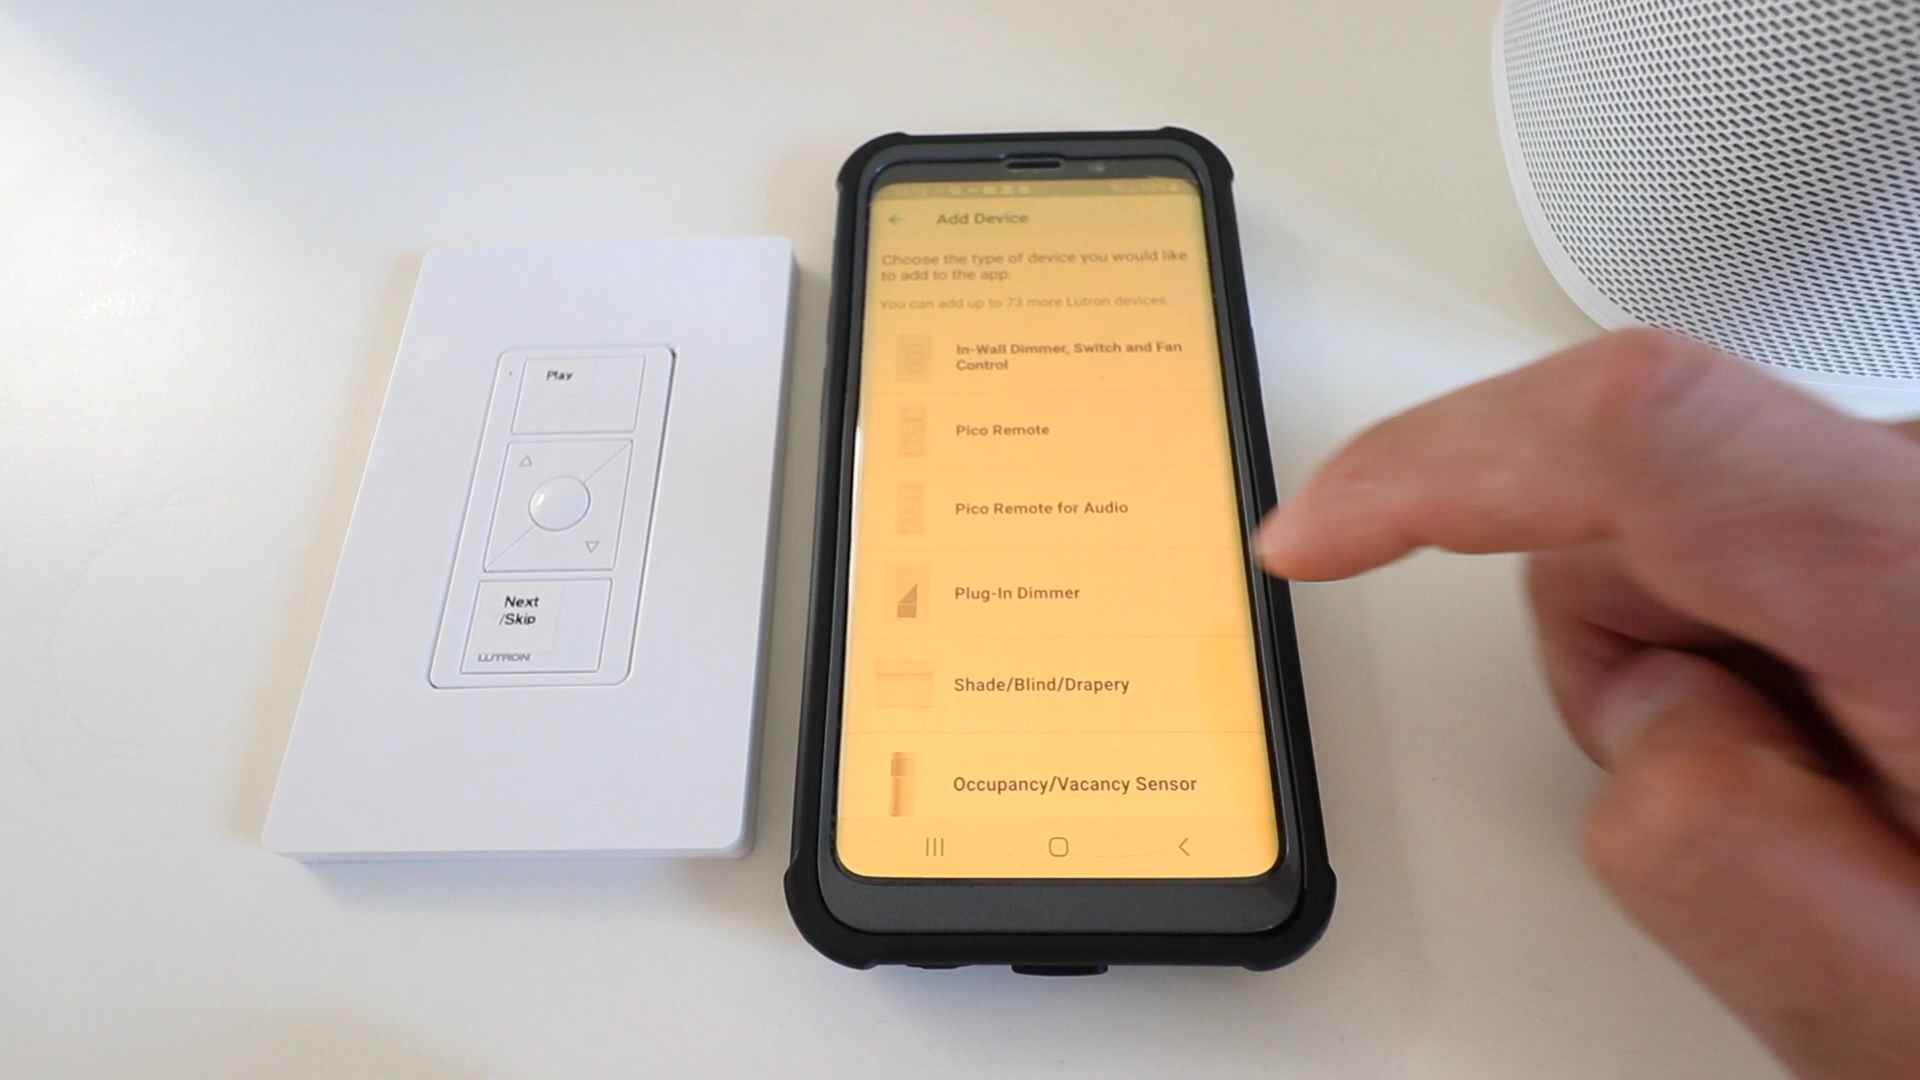 Play
Next
/Skip
LUTRON
Add Device
Choose the type of device you would like
to add to the app.
You can add up to 73 more Lutron devices.
In-Wall Dimmer, Switch and Fan
Control
Pico Remote
Pico Remote for Audio
Plug-In Dimmer
Shade/Blind/Drapery
Occupancy/Vacancy Sensor